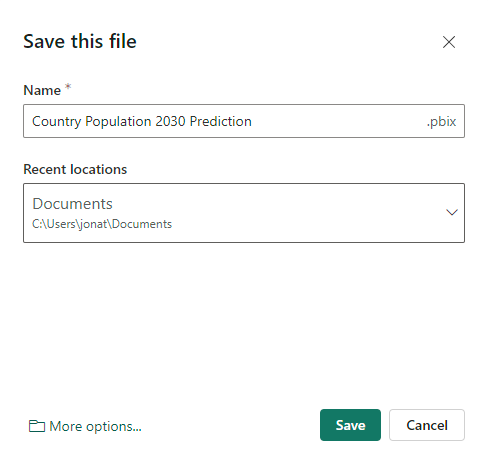 Save this file
Name *
Country Population 2030 Prediction .pbix
Recent locations
Documents
C:\Users\jonat\Documents
More options... Save Cancel